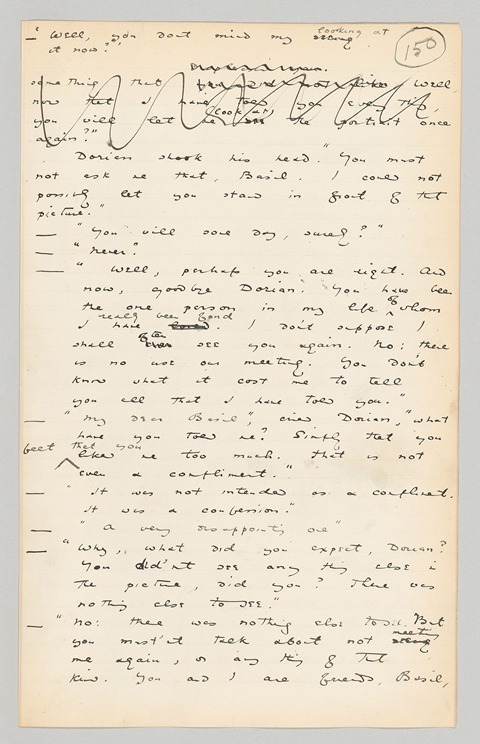 — "Well, you dont mind my seeing looking at
it now?"
150
something that Well,
now that I have told you every thing,
you will let me see look at the portrait once
again?"
Dorian shook his head. "You must
not ask me that, Basil. I could not
possibly let you stand in front of that
picture."
— "You will some day, surely?"
— "Never."
— "Well, perhaps you are right. And
now, goodbye Dorian. You have been
the one person in my life of whom
I have loved really been fond. I don't suppose I
shall ever often see you again. No: there
is no use our meeting. You don't
know what it cost me to tell
you all that I have told you."
— "My dear Basil", cried Dorian, "what
have you told me? Simply that you
felt that you
like me too much. That is not
even a compliment."
— "It was not intended as a compliment.
It was a confession."
— "A very disappointing one"
— "Why, what did you expect, Dorian?
You didn't see any thing else in
the picture, did you? There was
nothing else to see."
— "No: there was nothing else to see. But
you mustn't talk about not seeing meeting
me again, or any thing of that
kind. You and I are friends, Basil,